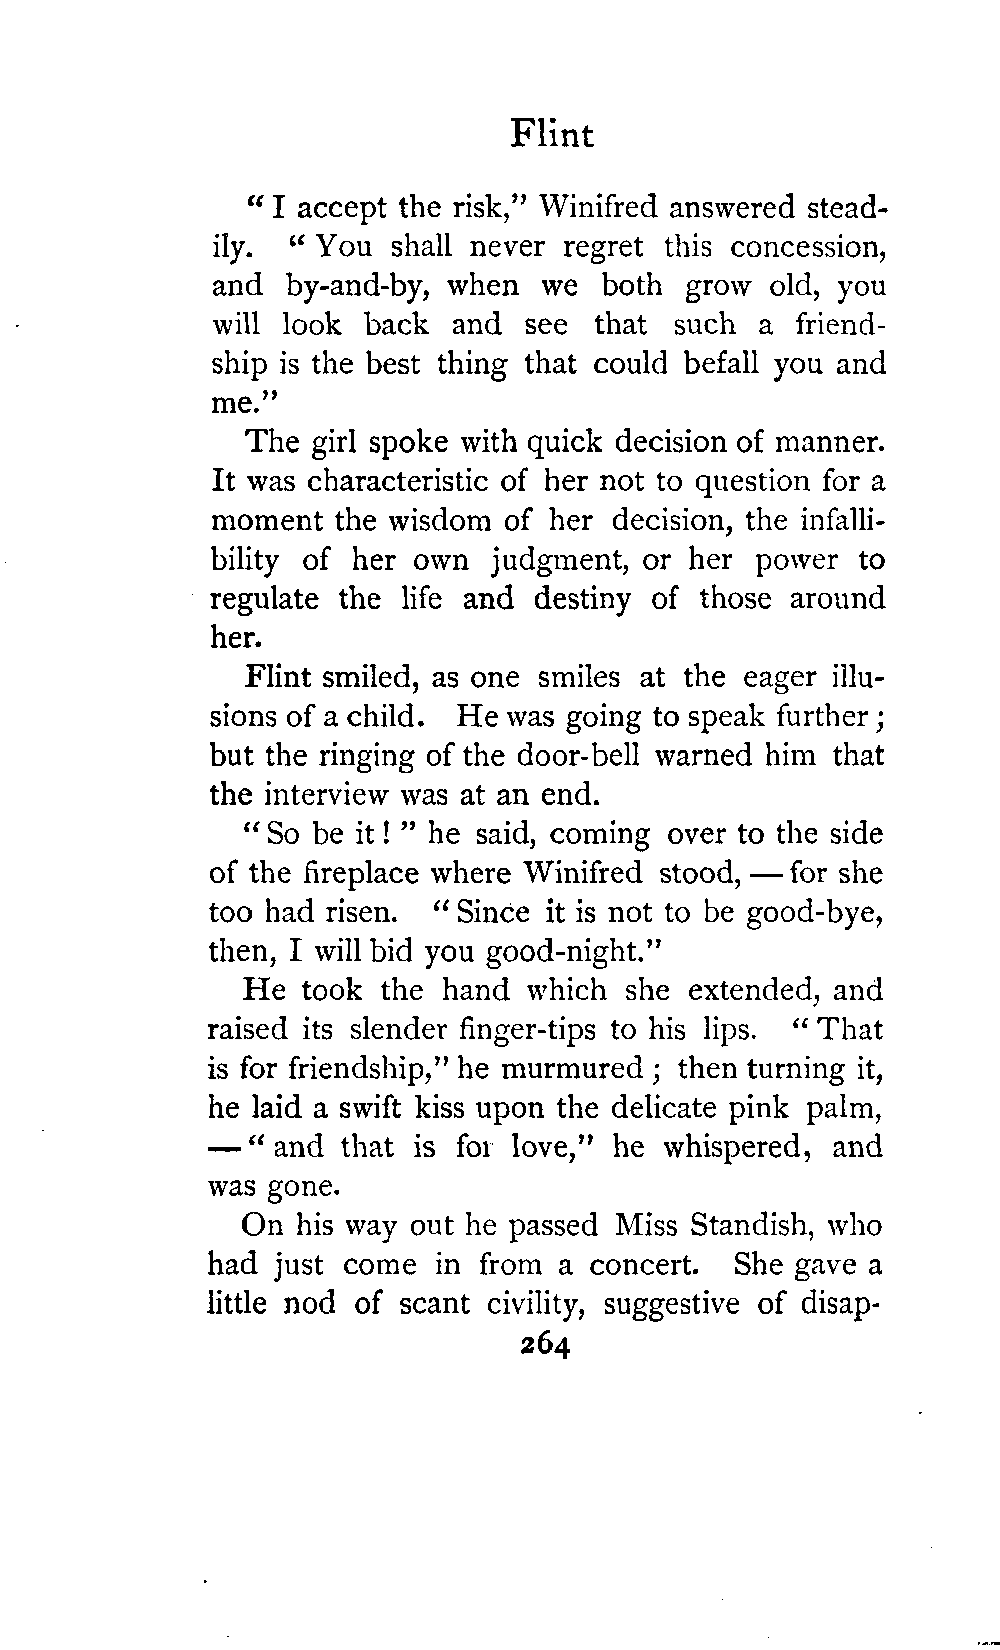 Flint
“ I accept the risk,” Winifred answered stead-
ily. “ You shall never regret this concession,
and by-and-by, when we both grow old, you
will look back and see that such a friend-
ship is the best thing that could befall you and
me.”
The girl spoke with quick decision of manner.
It was characteristic of her not to question for a
moment the wisdom of her decision, the infalli-
bility of her own judgment, or her power to
regulate the life and destiny of those around
her.
Flint smiled, as one smiles at the eager illu-
sions of a child. He was going to speak further ;
but the ringing of the door-bell warned him that
the interview was at an end.
“ So be it ! ” he said, coming over to the side
of the fireplace where Winifred stood, — for she
too had risen. “ Since it is not to be good-bye,
then, I will bid you good-night.”
He took the hand which she extended, and
raised its slender finger-tips to his lips. “ That
is for friendship,” he murmured ; then turning it,
he laid a swift kiss upon the delicate pink palm,
— “ and that is for love,” he whispered, and
was gone.
On his way out he passed Miss Standish, who
had just come in from a concert. She gave a
little nod of scant civility, suggestive of disap-
264